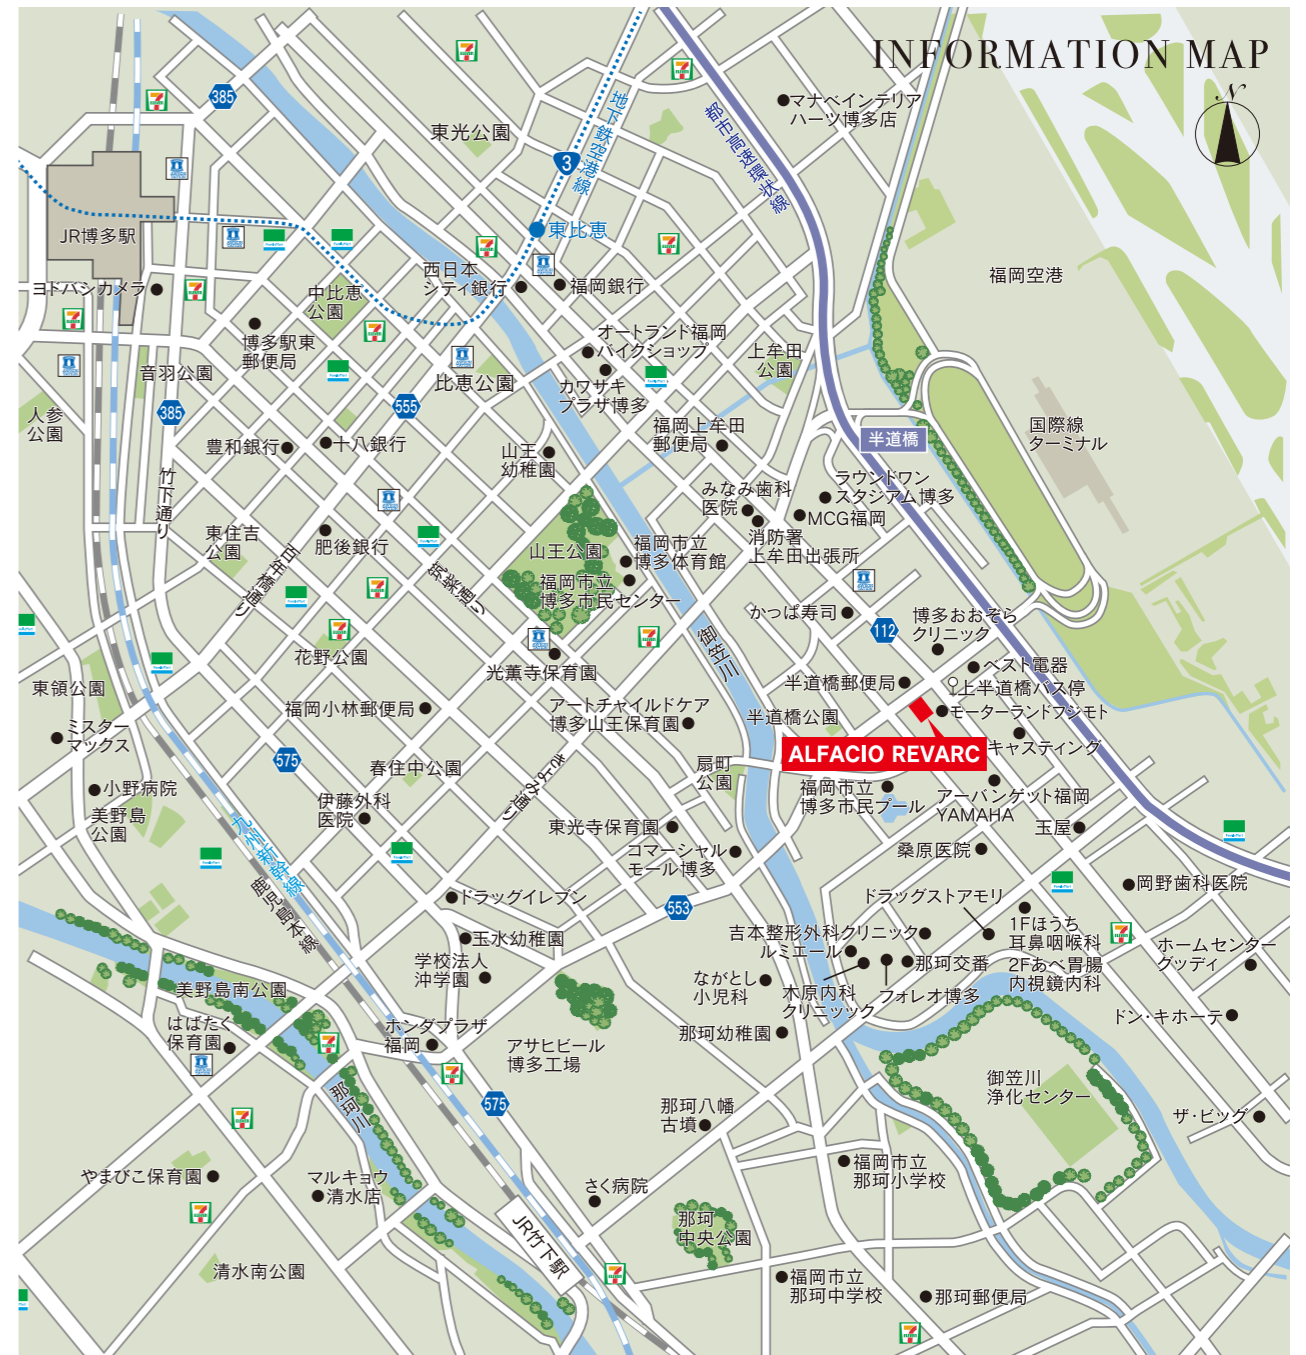 INFORMATION MAP
N
385
東光公園
3
地下鉄空港線
都市高速環状線
マナベインテリア
ハーツ博多店
JR博多駅
東比恵
福岡空港
ヨドバシカメラ
中比恵
公園
西日本
シティ銀行
福岡銀行
博多駅東
郵便局
オートランド福岡
バイクショップ
カワサキ
プラザ博多
上牟田
公園
音羽公園
比恵公園
人参
公園
385
555
福岡上牟田
郵便局
半道橋
国際線
ターミナル
豊和銀行
十八銀行
山王
幼稚園
竹下通り
みなみ歯科
医院
ラウンドワン
スタジアム博多
MCG福岡
消防署
上牟田出張所
東住吉
公園
肥後銀行
百年橋通り
筑紫通り
山王公園
福岡市立
博多体育館
福岡市立
博多市民センター
かっぱ寿司
112
博多おおぞら
クリニック
御笠川
花野公園
光薫寺保育園
ベスト電器
上半道橋バス停
半道橋郵便局
東領公園
福岡小林郵便局
アートチャイルドケア
博多山王保育園
半道橋公園
モーターランドフジモト
ミスター
マックス
575
ALFACIO REVARC
キャスティング
春住中公園
きよみ通り
扇町
公園
小野病院
美野島
公園
伊藤外科
医院
福岡市立
博多市民プール
アーバンゲット福岡
YAMAHA
九州新幹線
鹿児島本線
東光寺保育園
玉屋
コマーシャル
モール博多
桑原医院
岡野歯科医院
ドラッグイレブン
553
ドラッグストアモリ
玉水幼稚園
吉本整形外科クリニック
ルミエール
1Fほうち
耳鼻咽喉科
2Fあべ胃腸
内視鏡内科
ホームセンター
グッディ
学校法人
沖学園
那珂交番
ながとし
小児科
木原内科
クリニッック
フォレオ博多
美野島南公園
はばたく
保育園
ホンダプラザ
福岡
アサヒビール
博多工場
那珂幼稚園
ドン・キホーテ
那珂川
575
御笠川
浄化センター
那珂八幡
古墳
ザ・ビッグ
やまびこ保育園
マルキョウ
清水店
さく病院
福岡市立
那珂小学校
JR竹下駅
那珂
中央公園
清水南公園
福岡市立
那珂中学校
那珂郵便局